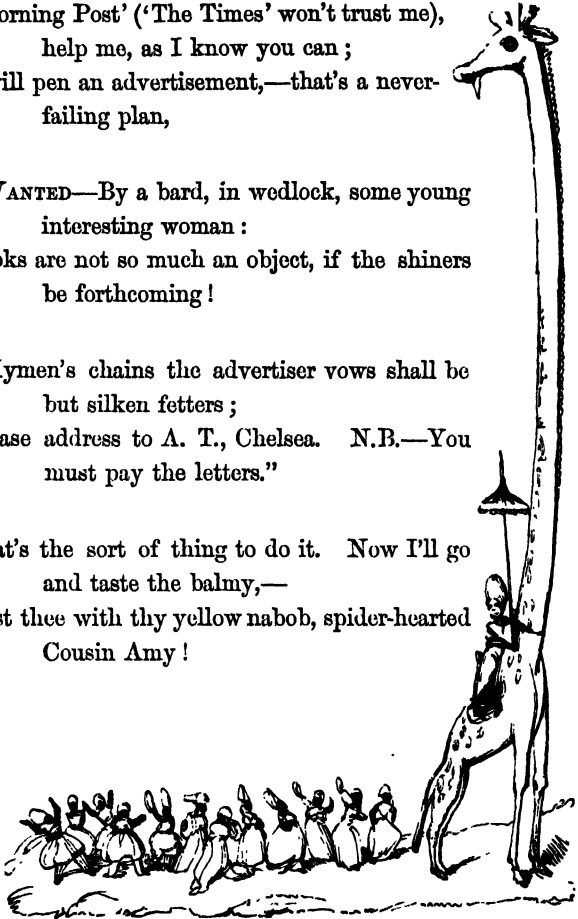 orning Post' ('The Times' won't trust me),
help me, as I know you can;
ill pen an advertisement,—that's a never-
failing plan,
ANTED—By a bard, in wedlock, some young
interesting woman:
oks are not so much an object, if the shiners
be forthcoming!
ymen's chains the advertiser vows shall be
but silken fetters;
ase address to A. T., Chelsea. N.B.—You
must pay the letters."
at's the sort of thing to do it. Now I'll go
and taste the balmy,—
st thee with thy yellow nabob, spider-hearted
Cousin Amy!